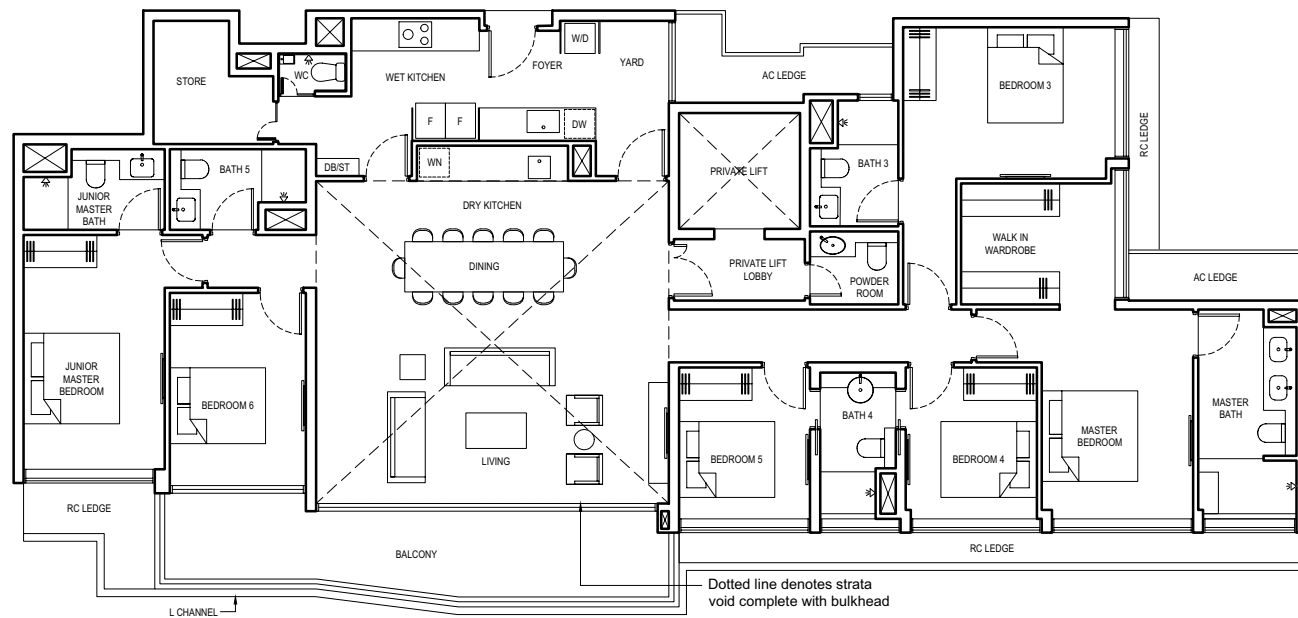 STORE
WC
WET KITCHEN
FOYER
W/D
YARD
AC LEDGE
BEDROOM 3
RC LEDGE
F
F
DW
DB/ST
WN
PRIVATE LIFT
BATH 3
BATH 5
JUNIOR
MASTER
BATH
DRY KITCHEN
DINING
PRIVATE LIFT
LOBBY
POWDER
ROOM
WALK IN
WARDROBE
AC LEDGE
JUNIOR
MASTER
BEDROOM
BEDROOM 6
LIVING
BEDROOM 5
BATH 4
BEDROOM 4
MASTER
BEDROOM
MASTER
BATH
RC LEDGE
BALCONY
RC LEDGE
L CHANNEL
Dotted line denotes strata
void complete with bulkhead